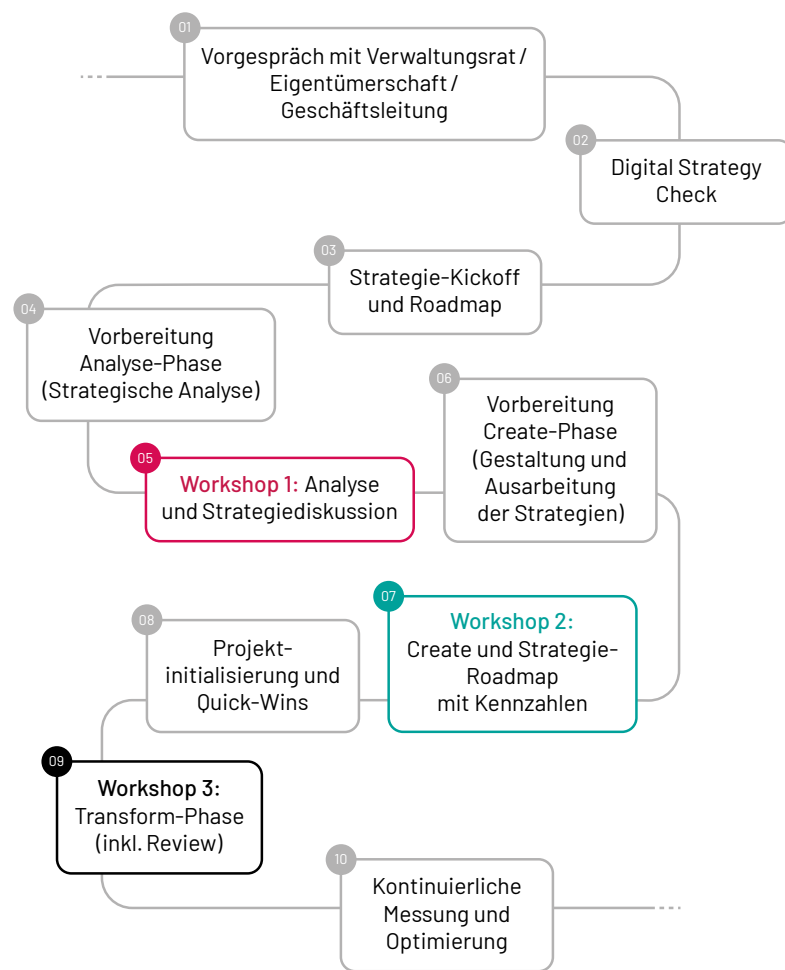 01
Vorgespräch mit Verwaltungsrat /
Eigentümerschaft /
Geschäftsleitung
02
Digital Strategy
Check
03
Strategie-Kickoff
und Roadmap
04
Vorbereitung
Analyse-Phase
(Strategische Analyse)
05
Workshop 1: Analyse
und Strategiediskussion
06
Vorbereitung
Create-Phase
(Gestaltung und
Ausarbeitung
der Strategien)
07
Workshop 2:
Create und Strategie-
Roadmap
mit Kennzahlen
08
Projekt-
initialisierung und
Quick-Wins
09
Workshop 3:
Transform-Phase
(inkl. Review)
10
Kontinuierliche
Messung und
Optimierung